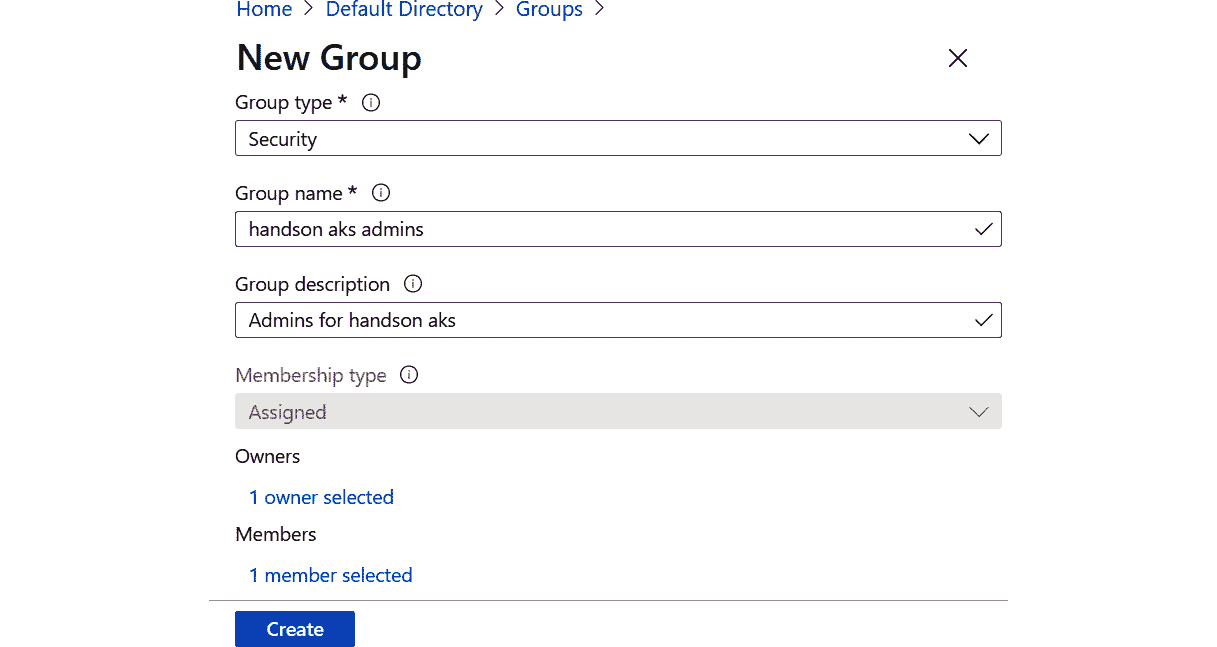 Home > Default Directory > Groups >
New Group
Group type *
Security
Group name *
handson aks admins
Group description
Admins for handson aks
Membership type
Assigned
Owners
1 owner selected
Members
1 member selected
Create